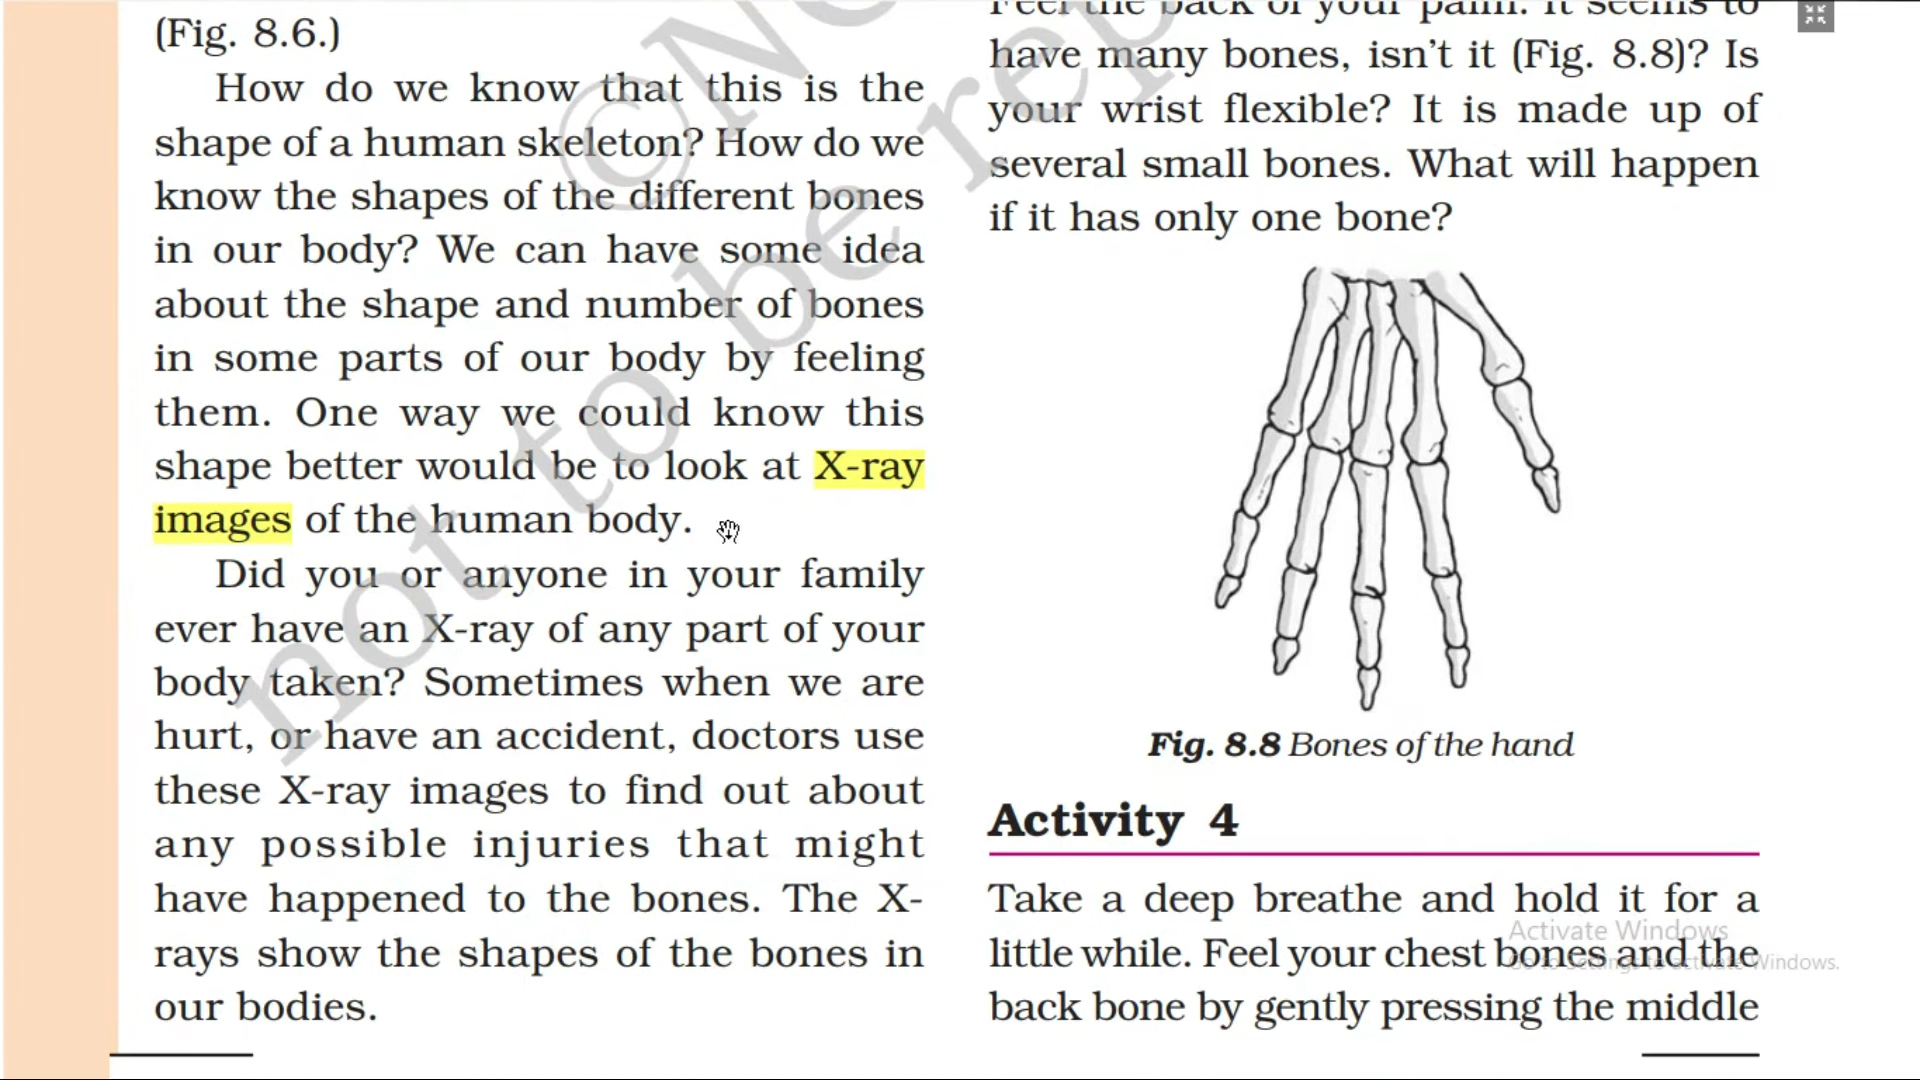 (Fig. 8.6.)
How do we know that this is the
shape of a human skeleton? How do we
know the shapes of the different bones
in our body? We can have some idea
about the shape and number of bones
in some parts of our body by feeling
them. One way we could know this
shape better would be to look at X-ray
images of the human body.
Did you or anyone in your family
ever have an X-ray of any part of your
body taken? Sometimes when we are
hurt, or have an accident, doctors use
these X-ray images to find out about
any possible injuries that might
have happened to the bones. The X-
rays show the shapes of the bones in
our bodies.
Feel the back of your palm. It seems to
have many bones, isn't it (Fig. 8.8)? Is
your wrist flexible? It is made up of
several small bones. What will happen
if it has only one bone?
Fig. 8.8 Bones of the hand
Activity 4
Take a deep breathe and hold it for a
little while. Feel your chest bones and the
back bone by gently pressing the middle
not to be rep
©N
Activate Windows
Go to Settings to activate Windows.